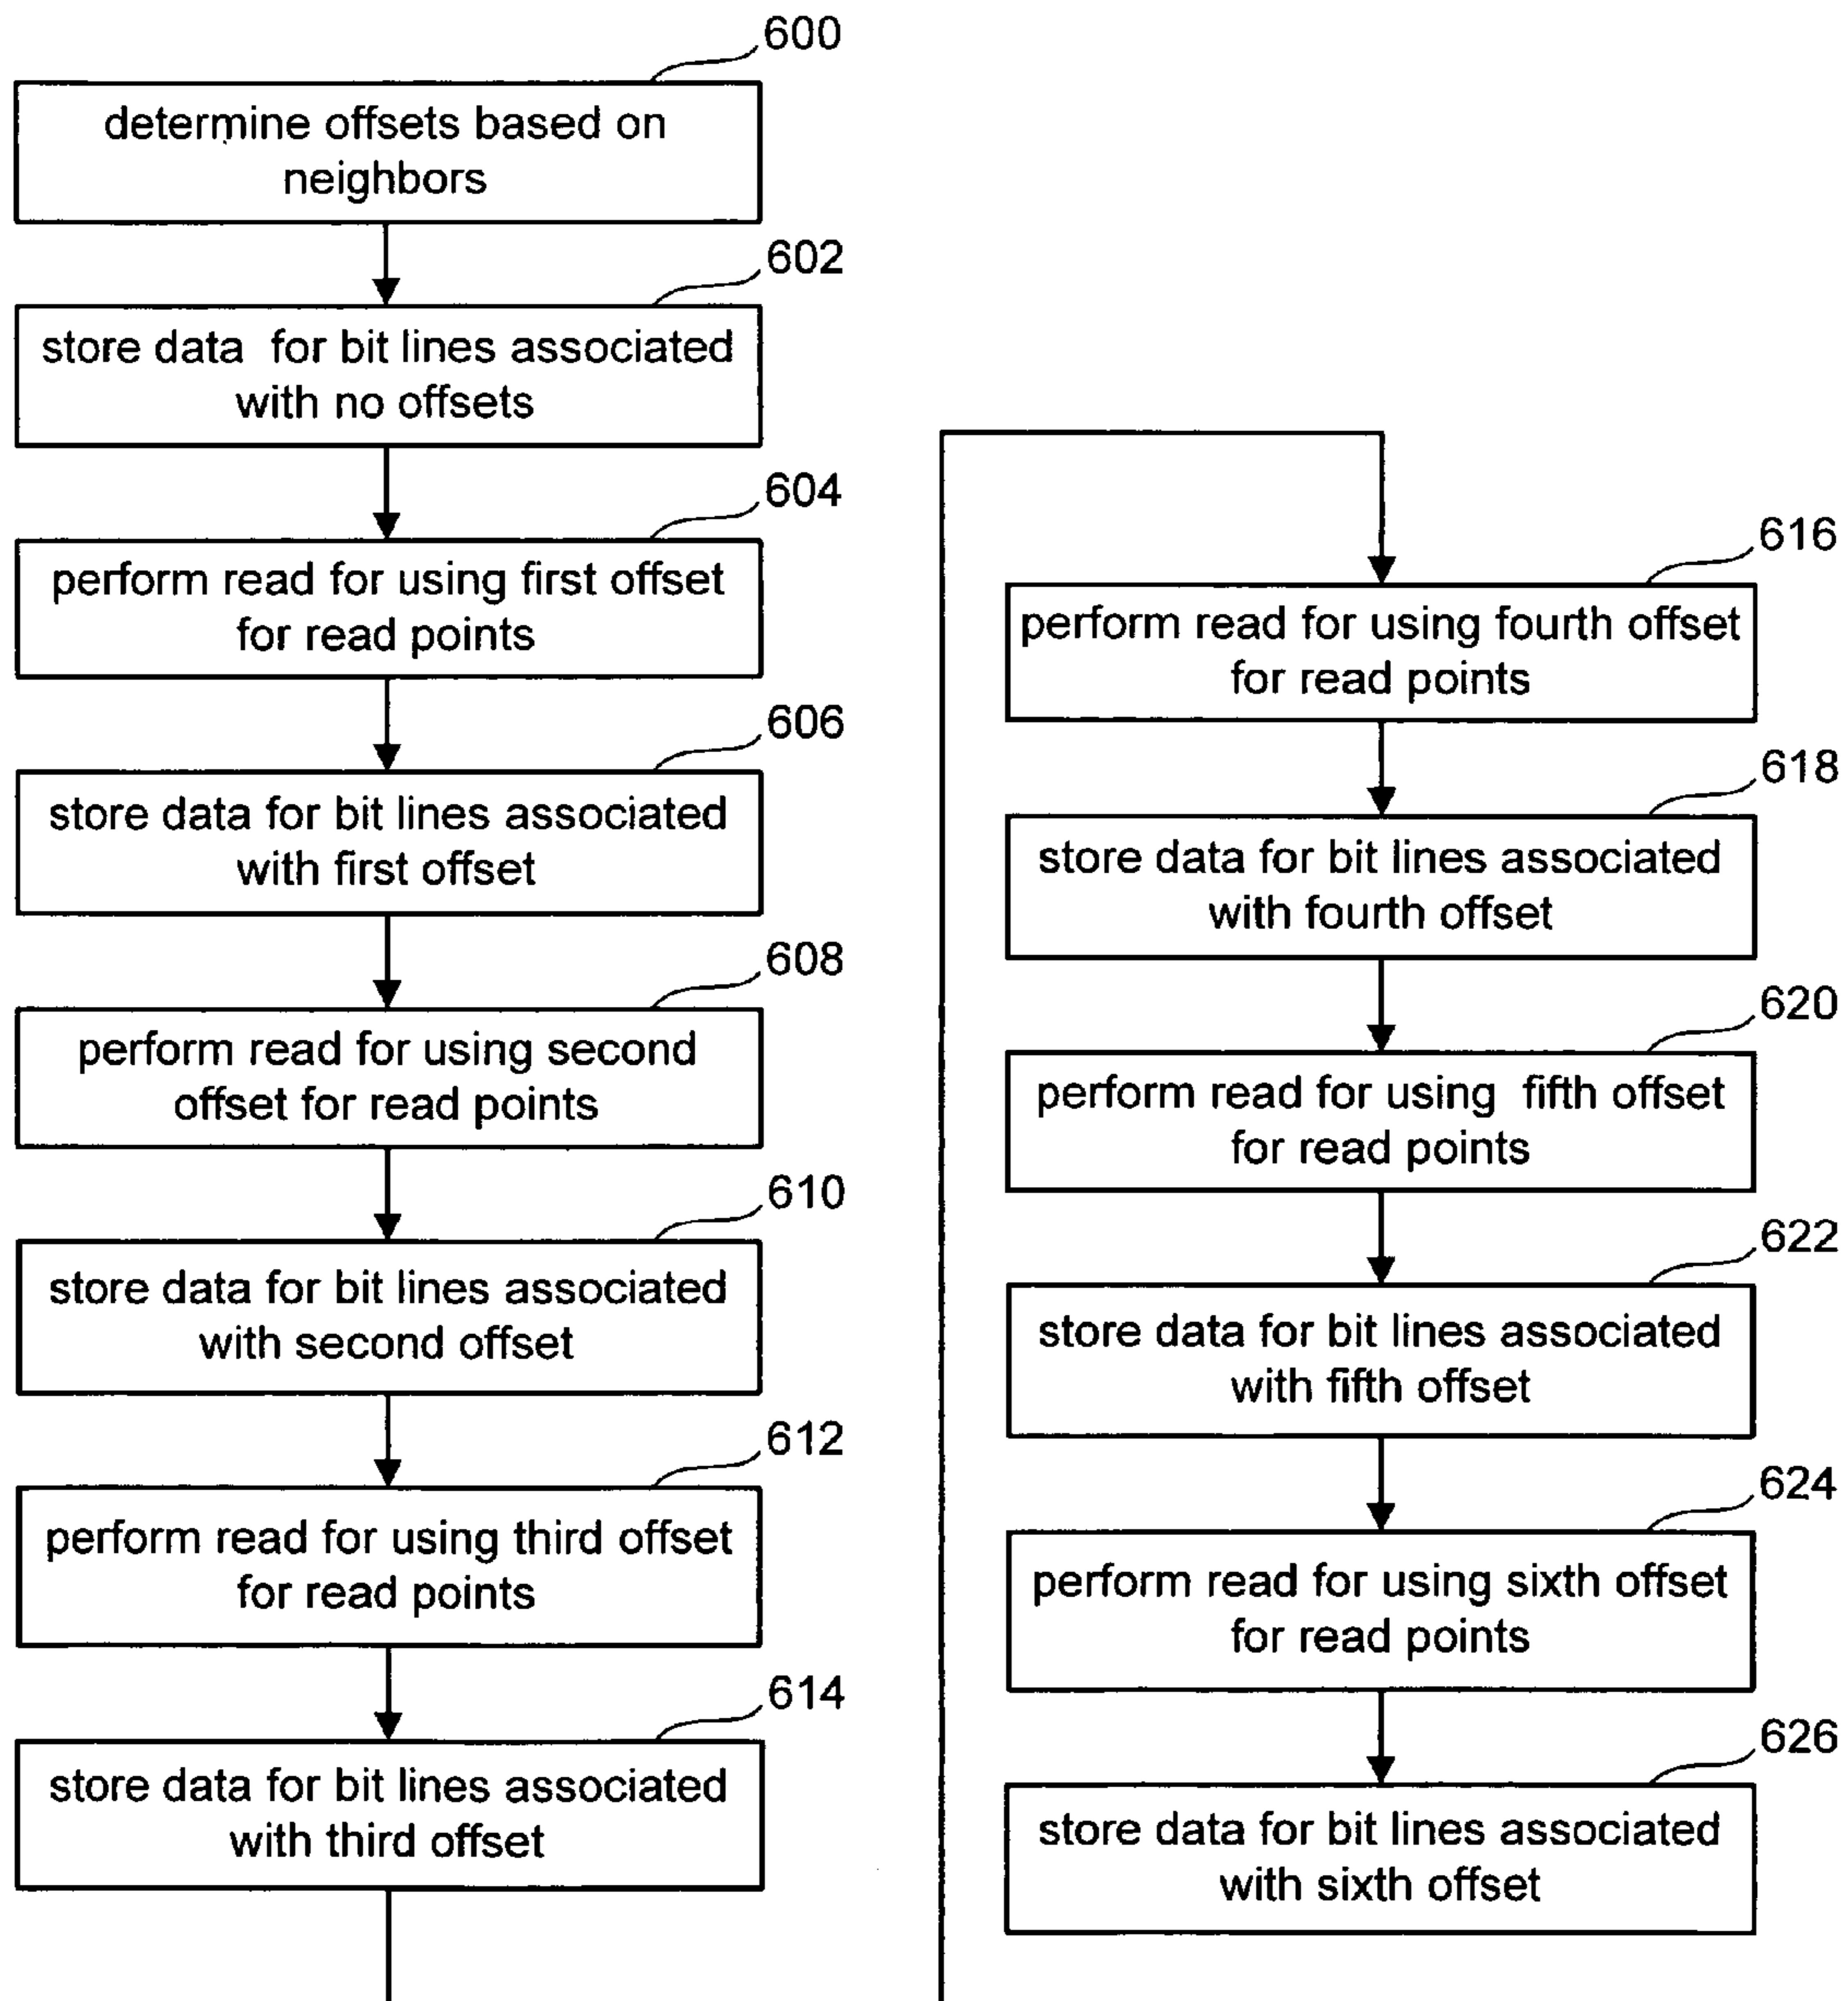 600
determine offsets based on
neighbors
602
store data for bit lines associated
with no offsets
604
perform read for using first offset
for read points
606
store data for bit lines associated
with first offset
608
perform read for using second
offset for read points
610
store data for bit lines associated
with second offset
612
perform read for using third offset
for read points
614
store data for bit lines associated
with third offset
616
perform read for using fourth offset
for read points
618
store data for bit lines associated
with fourth offset
620
perform read for using fifth offset
for read points
622
store data for bit lines associated
with fifth offset
624
perform read for using sixth offset
for read points
626
store data for bit lines associated
with sixth offset